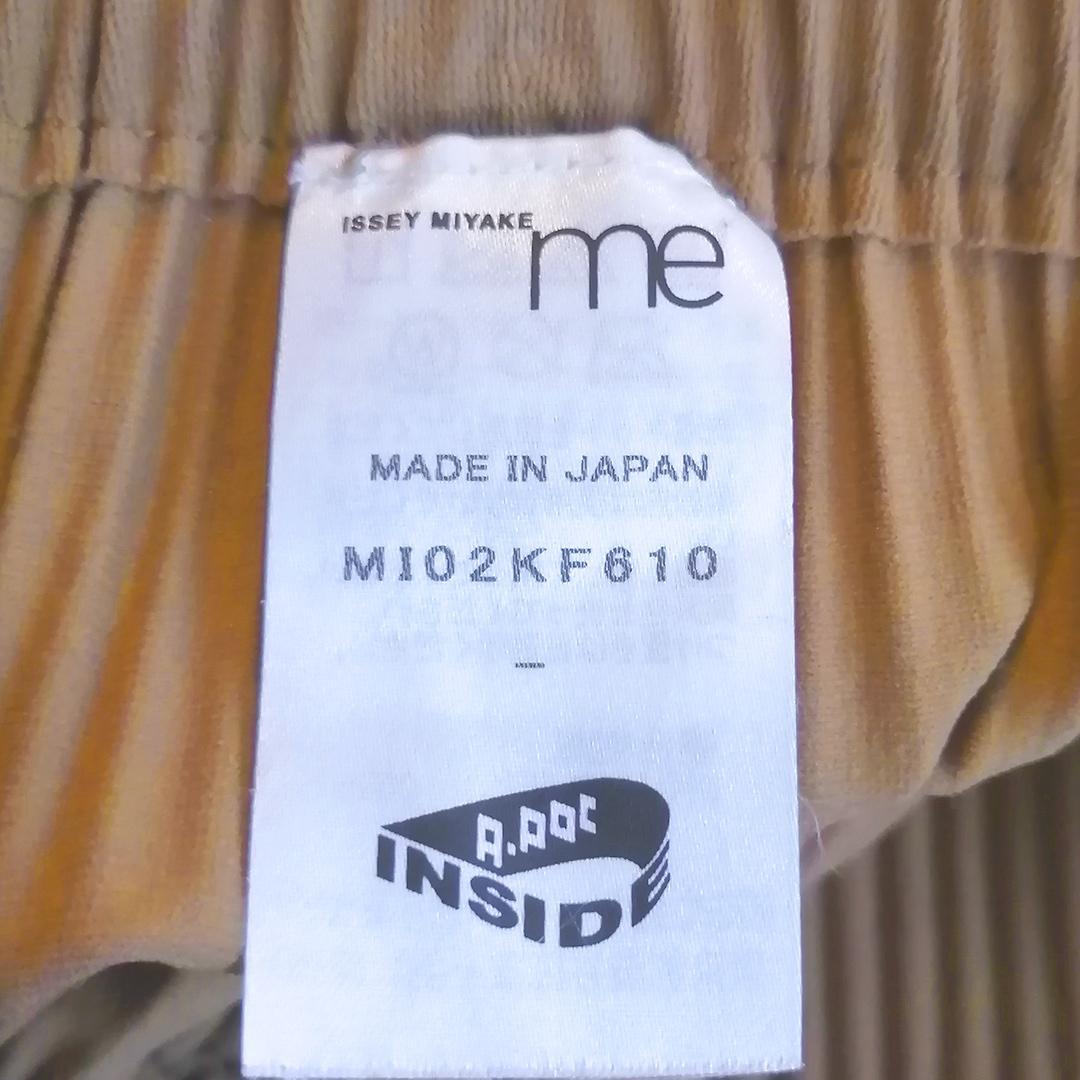 ISSEY MIYAKE me
MADE IN JAPAN
MI02KF610
A.POC
INSIDE